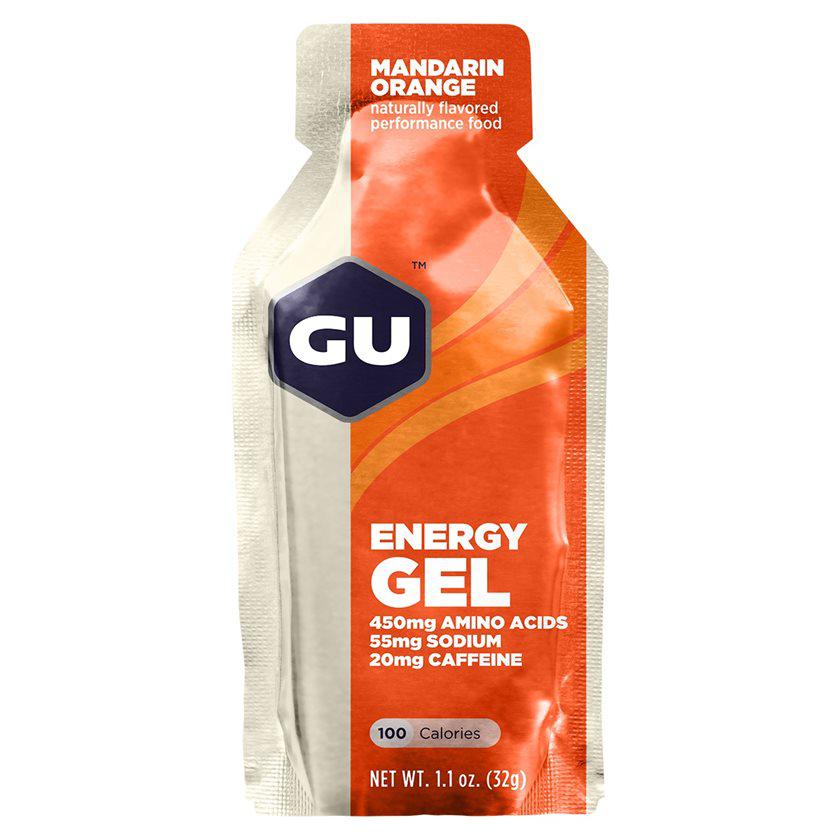 MANDARIN
ORANGE
naturally flavored
performance food
™
GU
ENERGY
GEL
450mg AMINO ACIDS
55mg SODIUM
20mg CAFFEINE
100 Calories
NET WT. 1.1 oz. (32g)